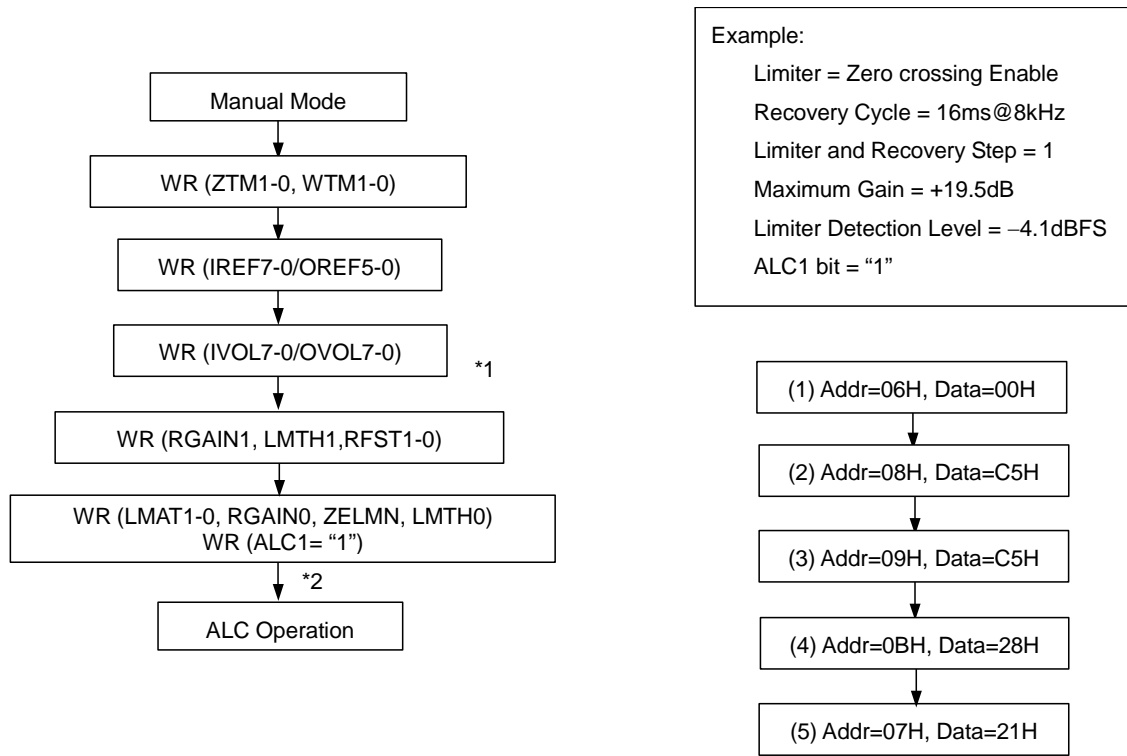 Manual Mode
WR (ZTM1-0, WTM1-0)
WR (IREF7-0/OREF5-0)
WR (IVOL7-0/OVOL7-0)
*1
WR (RGAIN1, LMTH1,RFST1-0)
WR (LMAT1-0, RGAIN0, ZELMN, LMTH0)
WR (ALC1= “1”)
*2
ALC Operation
Example:
Limiter = Zero crossing Enable
Recovery Cycle = 16ms@8kHz
Limiter and Recovery Step = 1
Maximum Gain = +19.5dB
Limiter Detection Level = −4.1dBFS
ALC1 bit = “1”
(1) Addr=06H, Data=00H
(2) Addr=08H, Data=C5H
(3) Addr=09H, Data=C5H
(4) Addr=0BH, Data=28H
(5) Addr=07H, Data=21H